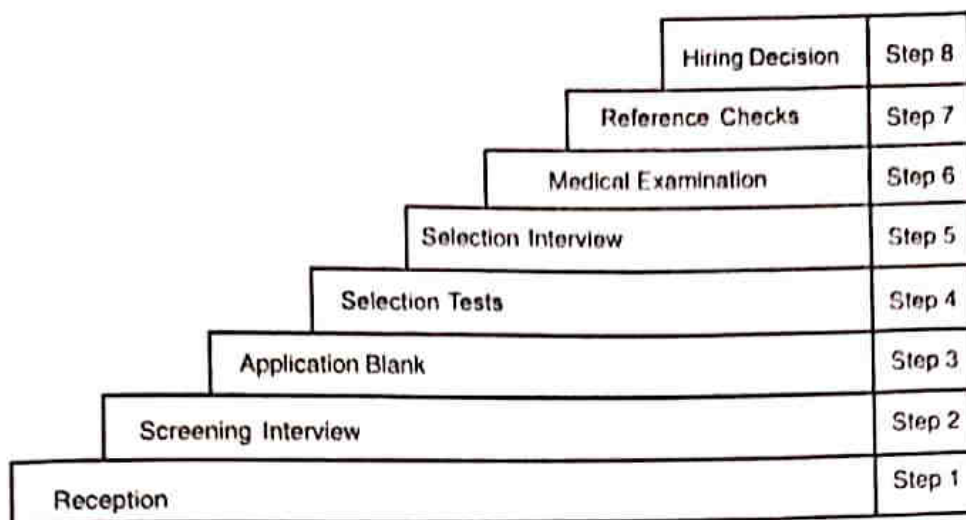 Hiring Decision Step 8
Reference Checks Step 7
Medical Examination Step 6
Selection Interview Step 5
Selection Tests Step 4
Application Blank Step 3
Screening Interview Step 2
Reception Step 1